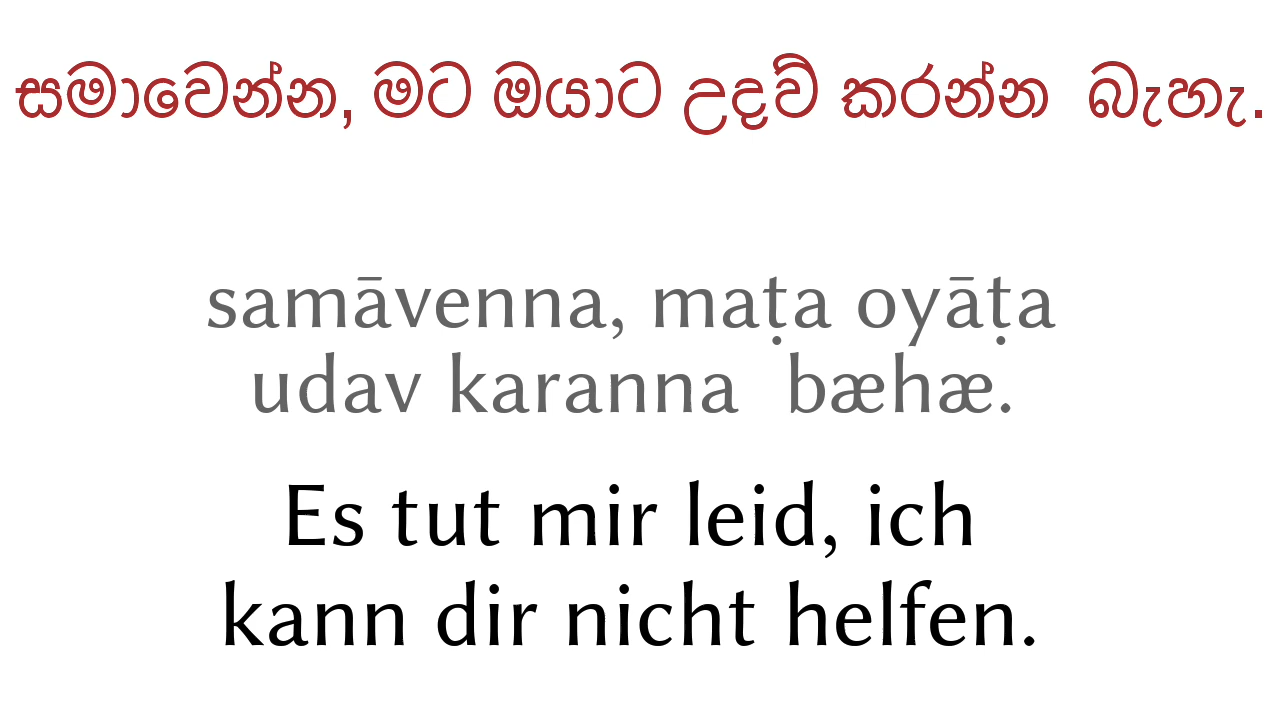 සමාවෙන්න, මට ඔයාට උදව් කරන්න  බැහැ.
samāvenna, maṭa oyāṭa
udav karanna  bæhæ.
Es tut mir leid, ich
kann dir nicht helfen.